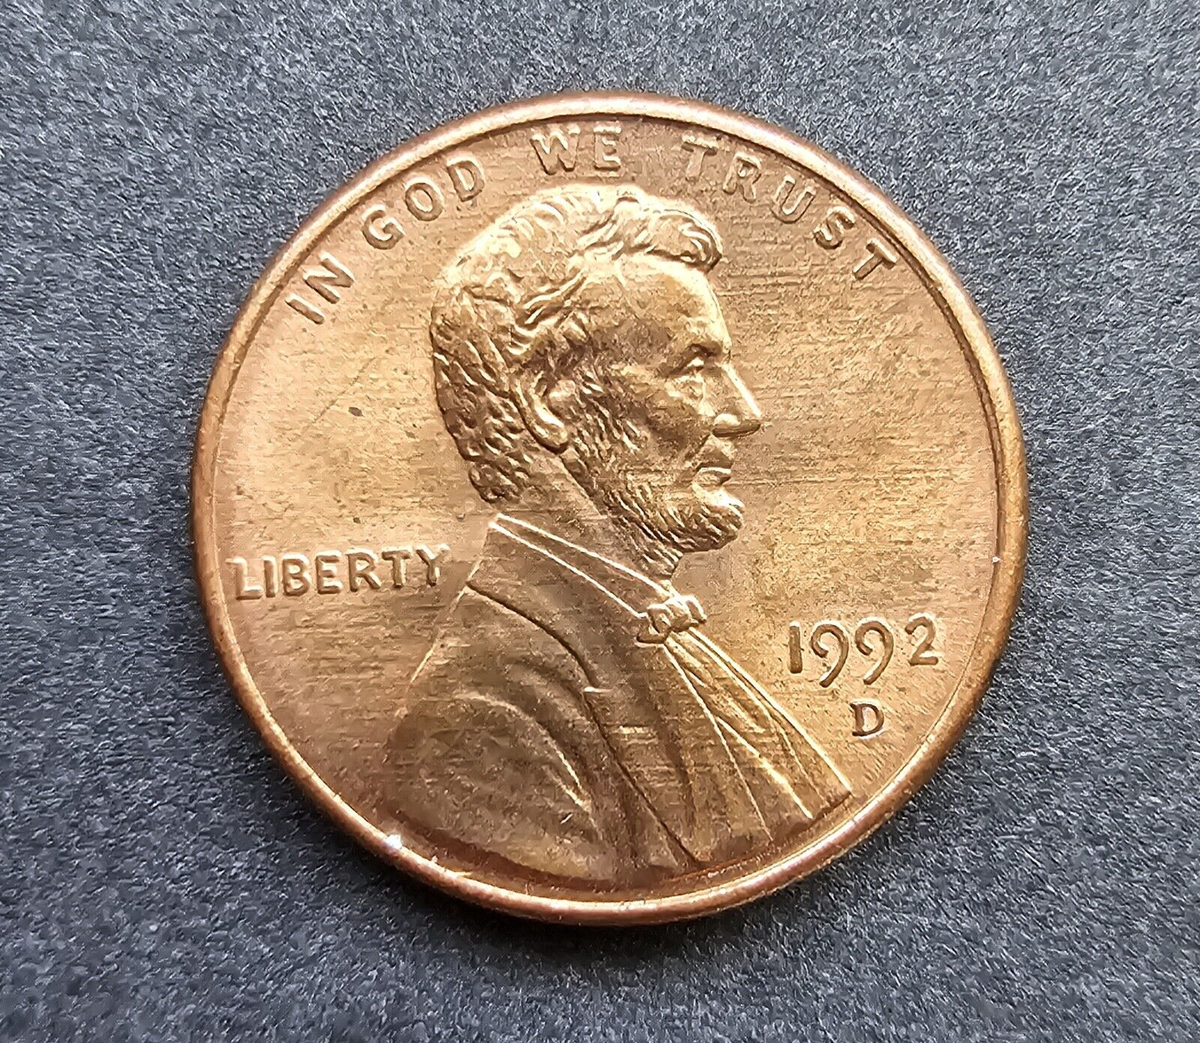 IN GOD WE TRUST
LIBERTY
1992
D